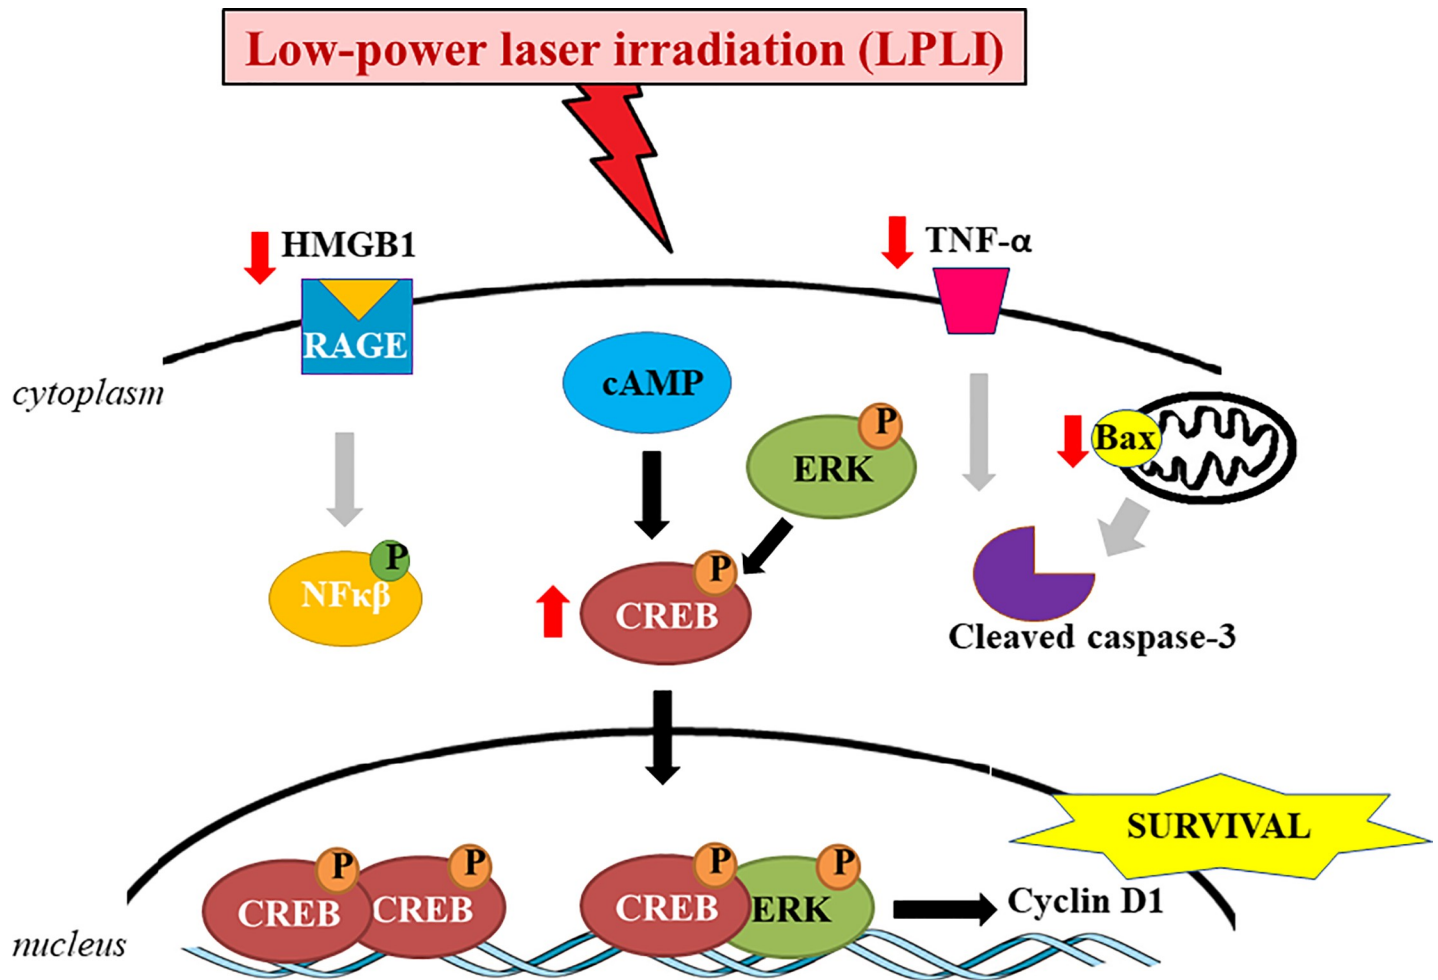 Low-power laser irradiation (LPLI)
HMGB1
TNF-α
RAGE
cytoplasm
cAMP
P
ERK
Bax
P
NFκβ
P
CREB
Cleaved caspase-3
SURVIVAL
P
CREB
P
CREB
P
CREB
P
ERK
Cyclin D1
nucleus